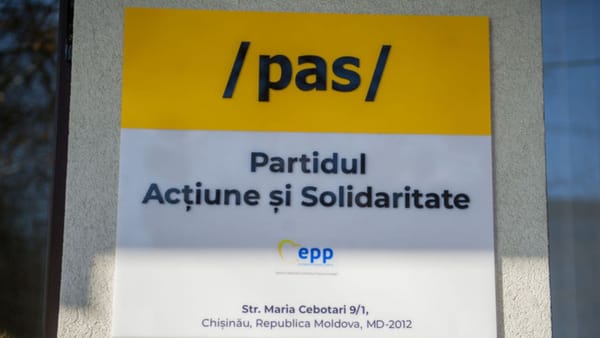 /pas/
Partidul
Acțiune și Solidaritate
epp
Str. Maria Cebotari 9/1,
Chișinău, Republica Moldova, MD-2012